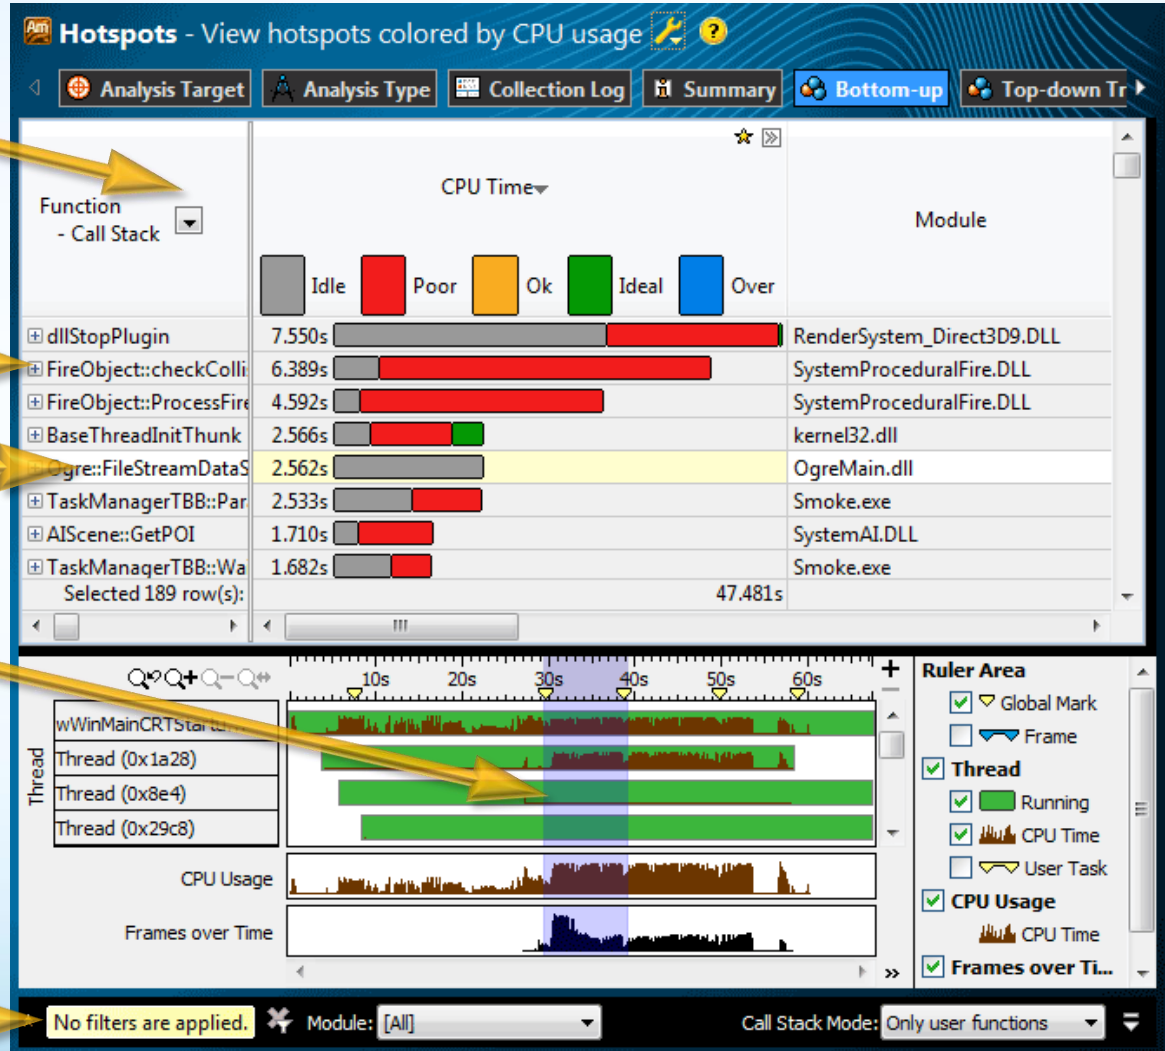 Hotspots - View hotspots colored by CPU usage ?
Analysis Target Analysis Type Collection Log Summary Bottom-up Top-down Tr
Function
- Call Stack
CPU Time
Module
Idle Poor Ok Ideal Over
dllStopPlugin 7.550s RenderSystem_Direct3D9.DLL
FireObject::checkColli 6.389s SystemProceduralFire.DLL
FireObject::ProcessFire 4.592s SystemProceduralFire.DLL
BaseThreadInitThunk 2.566s kernel32.dll
Ogre::FileStreamDataS 2.562s OgreMain.dll
TaskManagerTBB::Par 2.533s Smoke.exe
AIScene::GetPOI 1.710s SystemAI.DLL
TaskManagerTBB::Wa 1.682s Smoke.exe
Selected 189 row(s): 47.481s
10s 20s 30s 40s 50s 60s
Thread
wWinMainCRTStartu
Thread (0x1a28)
Thread (0x8e4)
Thread (0x29c8)
CPU Usage
Frames over Time
Ruler Area
Global Mark
Frame
Thread
Running
CPU Time
User Task
CPU Usage
CPU Time
Frames over Ti...
No filters are applied. Module: [All] Call Stack Mode: Only user functions